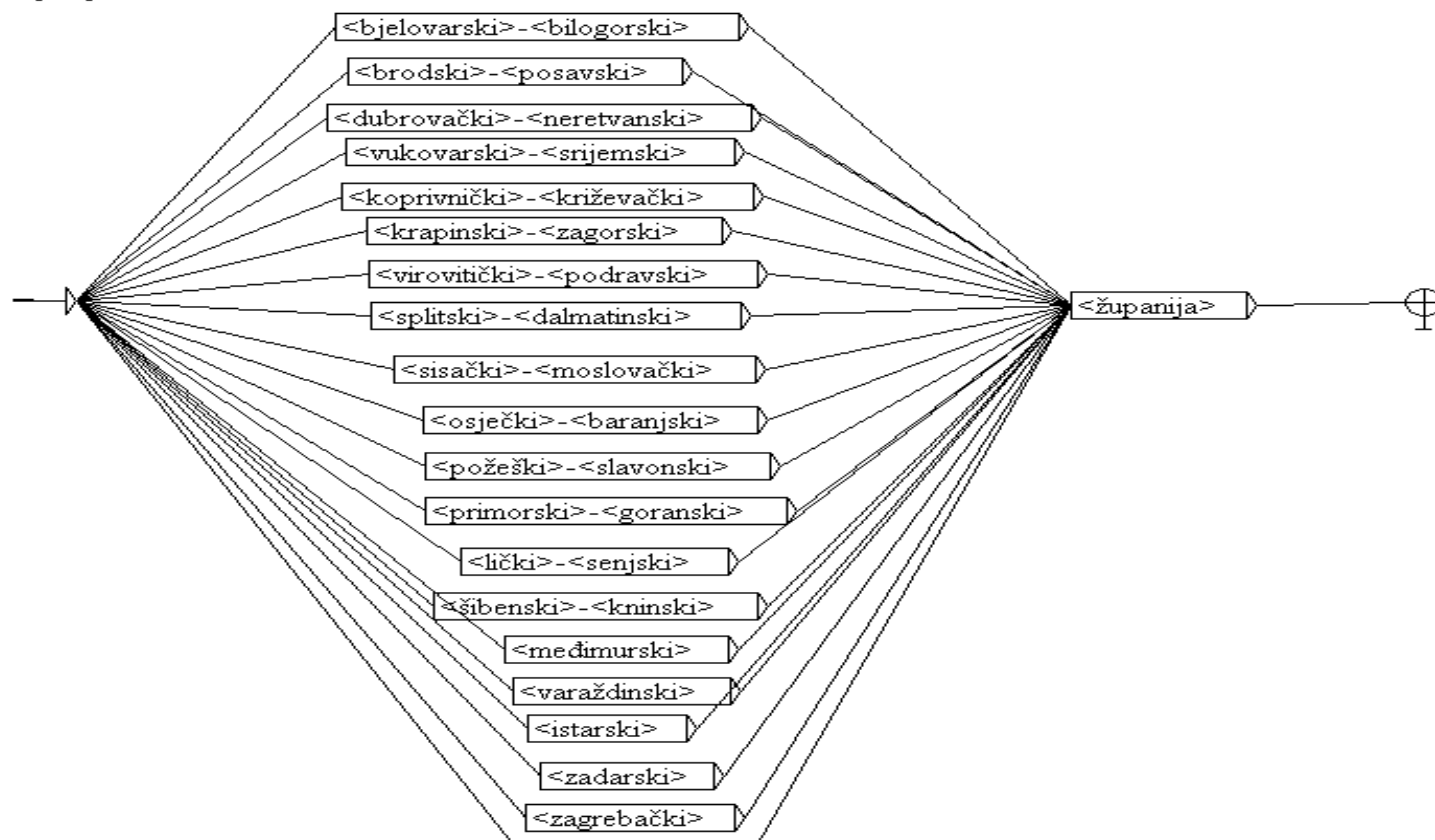 <bjelovarski>-<bilogorski>
<brodski>-<posavski>
<dubrovački>-<neretvanski>
<vukovarski>-<srijemski>
<koprivnički>-<križevački>
<krapinski>-<zagorski>
<virovitički>-<podravski>
<splitski>-<dalmatinski>
<županija>
<sisački>-<moslovački>
<osječki>-<baranjski>
<požeški>-<slavonski>
<primorski>-<goranski>
<lički>-<senjski>
<šibenski>-<kninski>
<međimurski>
<varaždinski>
<istarski>
<zadarski>
<zagrebački>